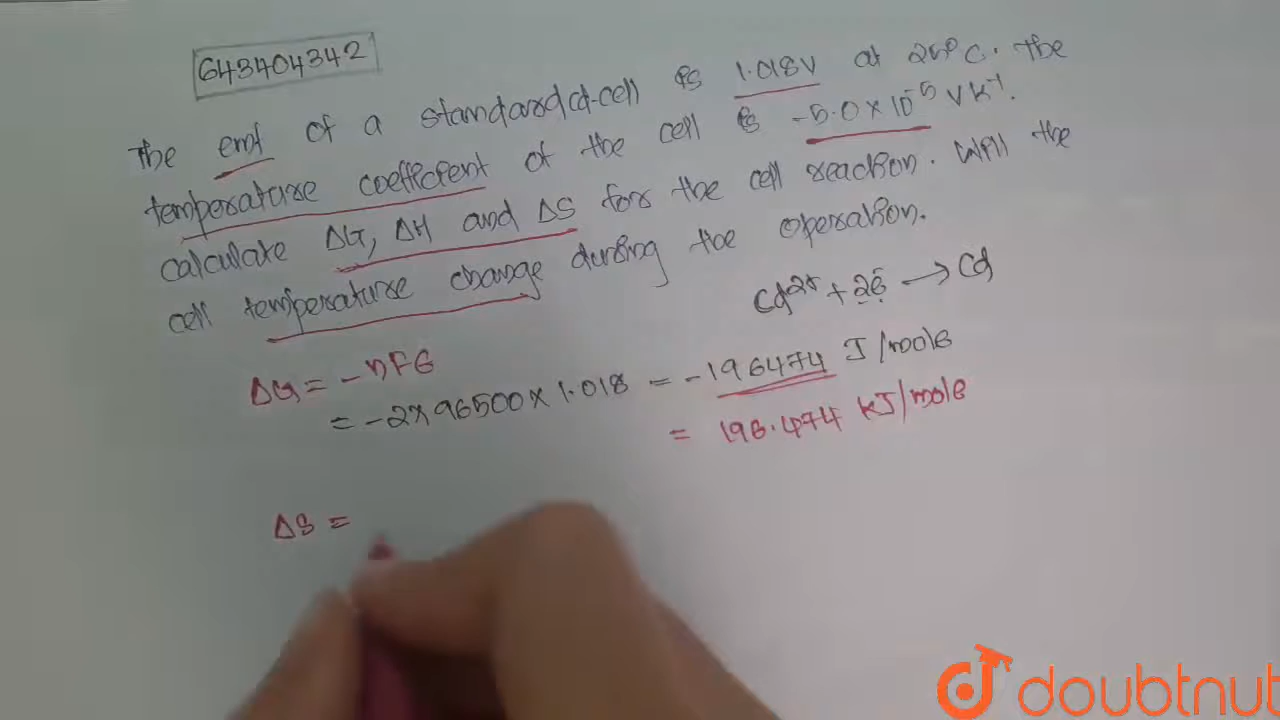 643404342
The emf of a standard Cd-cell is 1.018V at 25°C. The
temperature coefficient of the cell is -5.0×10⁻⁵ V K⁻¹.
calculate ΔG, ΔH and ΔS for the cell reaction. Will the
cell temperature change during the operation.
Cd²⁺ + 2ē → Cd
ΔG = -nFE
= -2×96500×1.018 = -196474 J/mole
= 196.474 KJ/mole
ΔS =
doubtnut